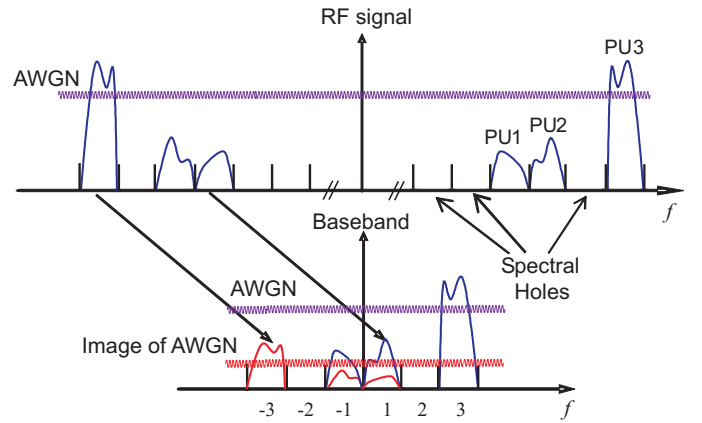 RF signal
PU3
AWGN
PU1
PU2
f
Baseband
Spectral
Holes
AWGN
Image of AWGN
-3
-2
-1
1
2
3
f